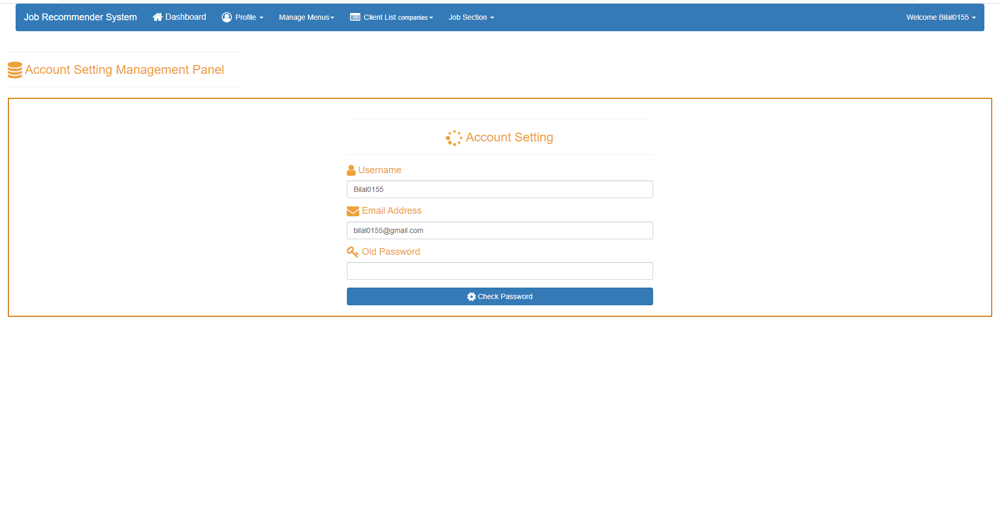 Job Recommender System Dashboard Profile Manage Menus Client List companies Job Section Welcome Bilal0155
Account Setting Management Panel
Account Setting
Username
Bilal0155
Email Address
bilal0155@gmail.com
Old Password
Check Password